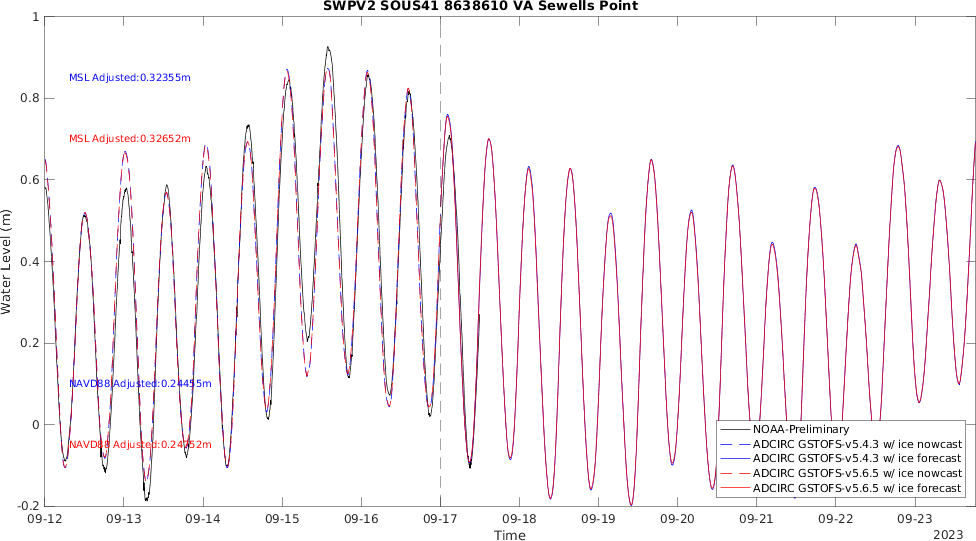 SWPV2 SOUS41 8638610 VA Sewells Point
1
0.8
0.6
0.4
0.2
0
-0.2
Water Level (m)
MSL Adjusted:0.32355m
MSL Adjusted:0.32652m
NAVD88 Adjusted:0.24455m
NAVD88 Adjusted:0.24752m
NOAA-Preliminary
ADCIRC GSTOFS-v5.4.3 w/ ice nowcast
ADCIRC GSTOFS-v5.4.3 w/ ice forecast
ADCIRC GSTOFS-v5.6.5 w/ ice nowcast
ADCIRC GSTOFS-v5.6.5 w/ ice forecast
09-12 09-13 09-14 09-15 09-16 09-17 09-18 09-19 09-20 09-21 09-22 09-23
Time
2023